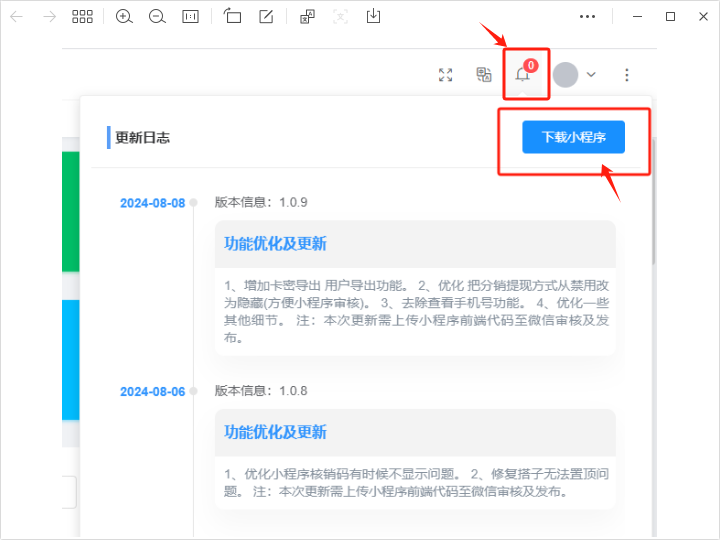 0
更新日志
下载小程序
2024-08-08
版本信息：1.0.9
功能优化及更新
1、增加卡密导出 用户导出功能。 2、优化 把分销提现方式从禁用改
为隐藏(方便小程序审核)。 3、去除查看手机号功能。 4、优化一些
其他细节。 注：本次更新需上传小程序前端代码至微信审核及发
布。
2024-08-06
版本信息：1.0.8
功能优化及更新
1、优化小程序核销码有时候不显示问题。 2、修复搭子无法置顶问
题。 注：本次更新需上传小程序前端代码至微信审核及发布。